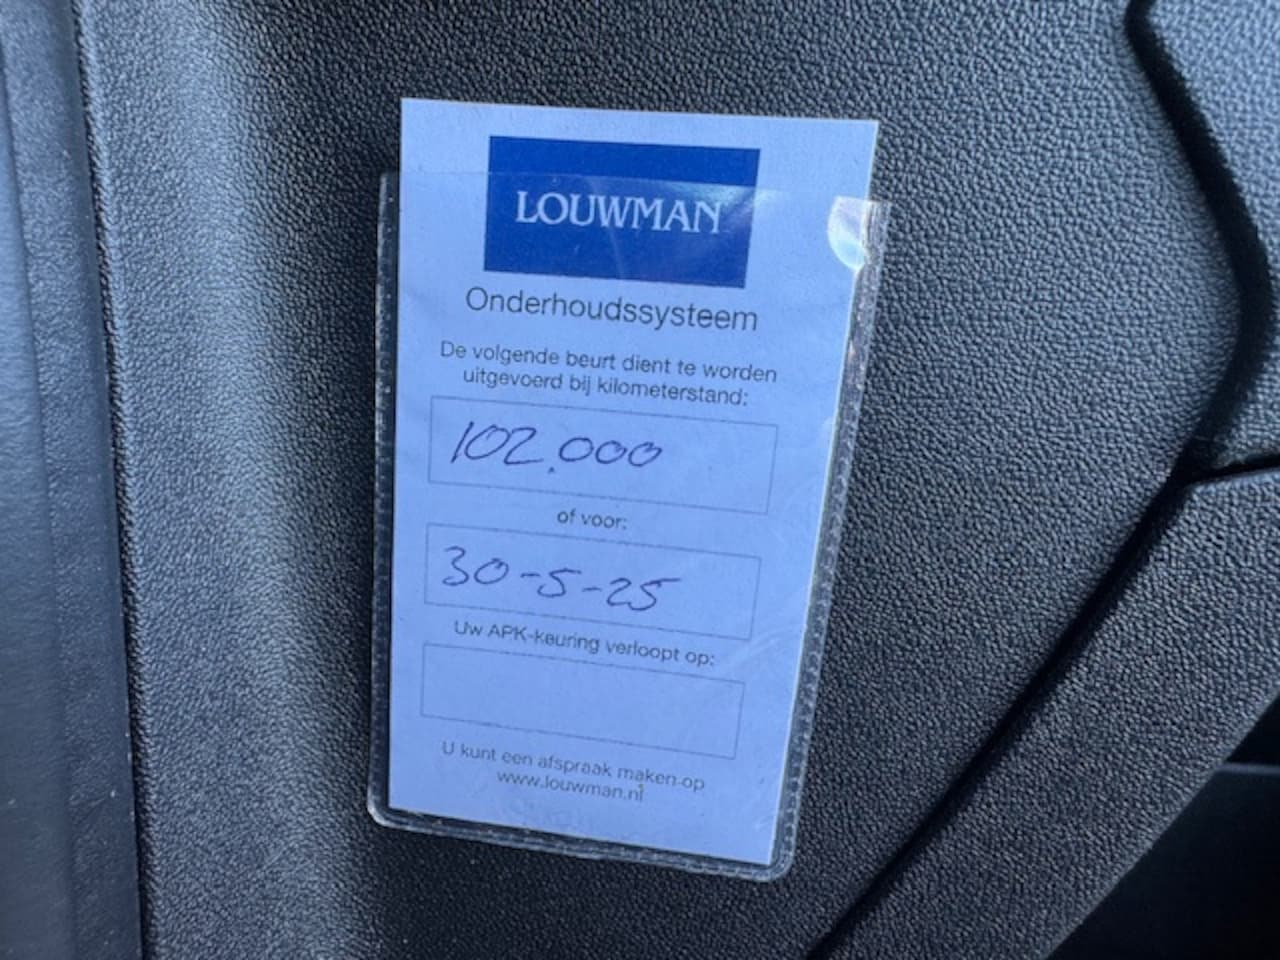 LOUWMAN
Onderhoudssysteem
De volgende beurt dient te worden
uitgevoerd bij kilometerstand:
102.000
of voor:
30-5-25
Uw APK-keuring verloopt op:
U kunt een afspraak maken op
www.louwman.nl